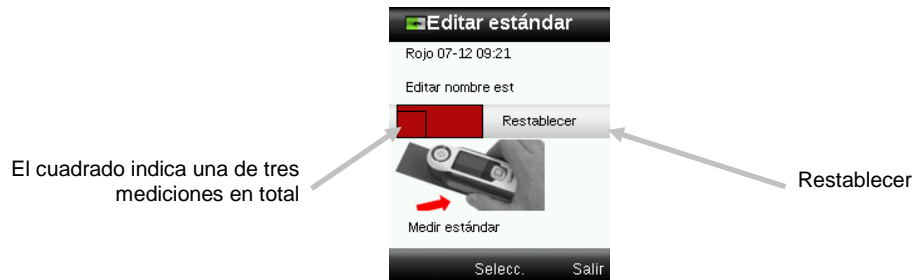 Editar estándar
Rojo 07-12 09:21
Editar nombre est
Restablecer
El cuadrado indica una de tres
mediciones en total
Restablecer
Medir estándar
Selecc. Salir